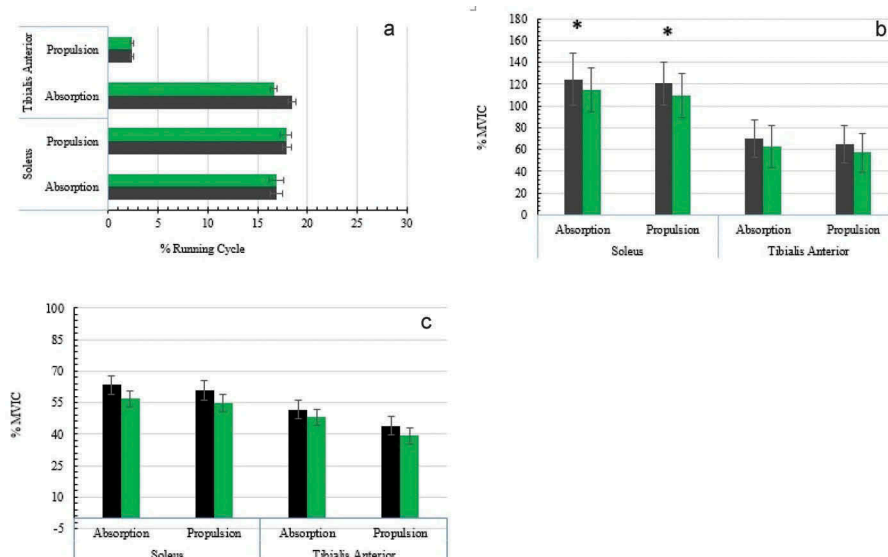 a
Tibialis Anterior
Propulsion
Absorption
Soleus
Propulsion
Absorption
0 5 10 15 20 25 30
% Running Cycle
b
% MVIC
180
160
140
120
100
80
60
40
20
0
* *
Absorption Propulsion Absorption Propulsion
Soleus Tibialis Anterior
c
% MVIC
100
85
70
55
40
25
10
-5
Absorption Propulsion Absorption Propulsion
Soleus Tibialis Anterior